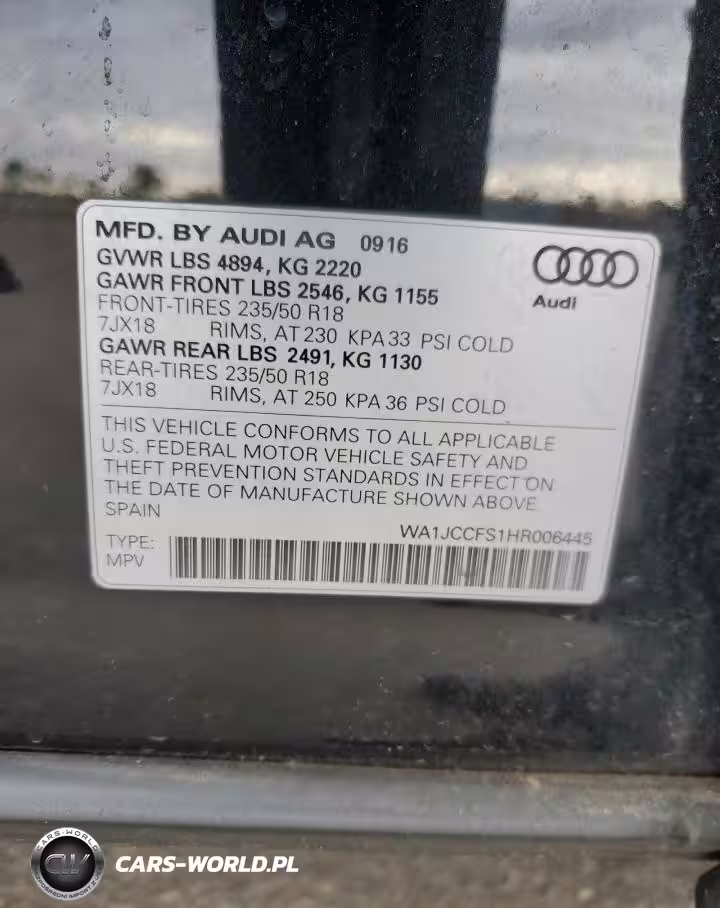 MFD. BY AUDI AG 0916
GVWR LBS 4894, KG 2220
GAWR FRONT LBS 2546, KG 1155
FRONT-TIRES 235/50 R18
7JX18 RIMS, AT 230 KPA 33 PSI COLD
GAWR REAR LBS 2491, KG 1130
REAR-TIRES 235/50 R18
7JX18 RIMS, AT 250 KPA 36 PSI COLD
Audi
THIS VEHICLE CONFORMS TO ALL APPLICABLE
U.S. FEDERAL MOTOR VEHICLE SAFETY AND
THEFT PREVENTION STANDARDS IN EFFECT ON
THE DATE OF MANUFACTURE SHOWN ABOVE.
SPAIN
WA1JCCFS1HR006445
TYPE:
MPV
CARS-WORLD
CW
CARS-WORLD.PL